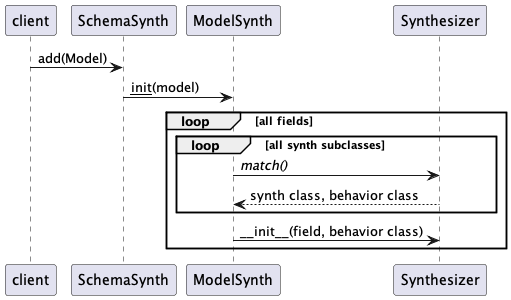 client SchemaSynth ModelSynth Synthesizer
add(Model)
init(model)
loop [all fields]
loop [all synth subclasses]
match()
synth class, behavior class
__init__(field, behavior class)
client SchemaSynth ModelSynth Synthesizer